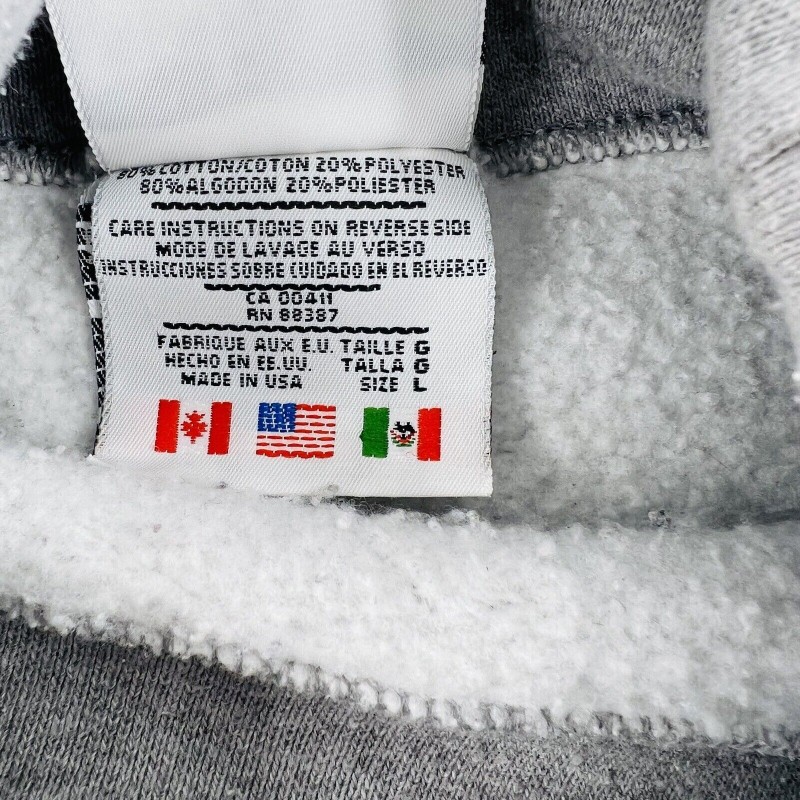 80% COTTON/COTON 20% POLYESTER
80% ALGODON 20% POLIESTER
CARE INSTRUCTIONS ON REVERSE SIDE
MODE DE LAVAGE AU VERSO
INSTRUCCIONES SOBRE CUIDADO EN EL REVERSO
CA 00411
RN 88387
FABRIQUE AUX E.U. TAILLE G
HECHO EN EE.UU. TALLA G
MADE IN USA SIZE L